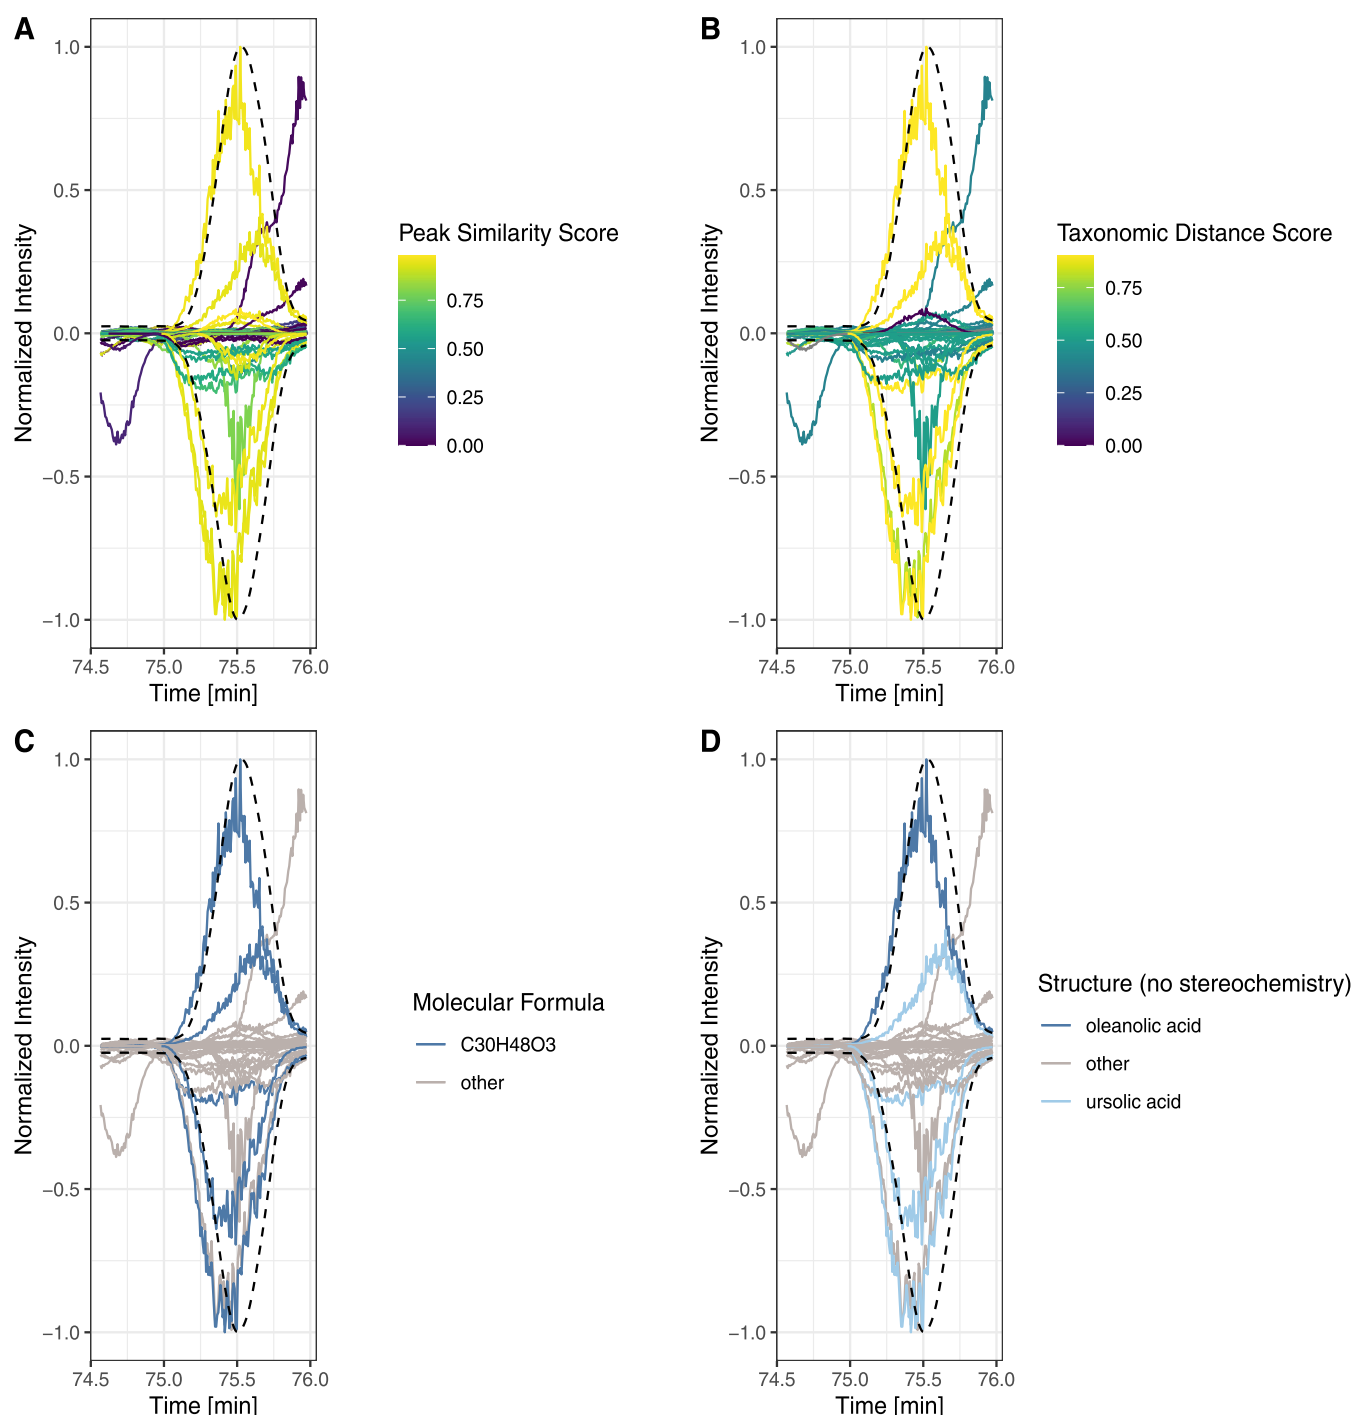 A
1.0
0.5
0.0
−0.5
−1.0
Normalized Intensity
74.5 75.0 75.5 76.0
Time [min]
Peak Similarity Score
0.75
0.50
0.25
0.00
B
1.0
0.5
0.0
−0.5
−1.0
Normalized Intensity
74.5 75.0 75.5 76.0
Time [min]
Taxonomic Distance Score
0.75
0.50
0.25
0.00
C
1.0
0.5
0.0
−0.5
−1.0
Normalized Intensity
74.5 75.0 75.5 76.0
Time [min]
Molecular Formula
C30H48O3
other
D
1.0
0.5
0.0
−0.5
−1.0
Normalized Intensity
74.5 75.0 75.5 76.0
Time [min]
Structure (no stereochemistry)
oleanolic acid
other
ursolic acid